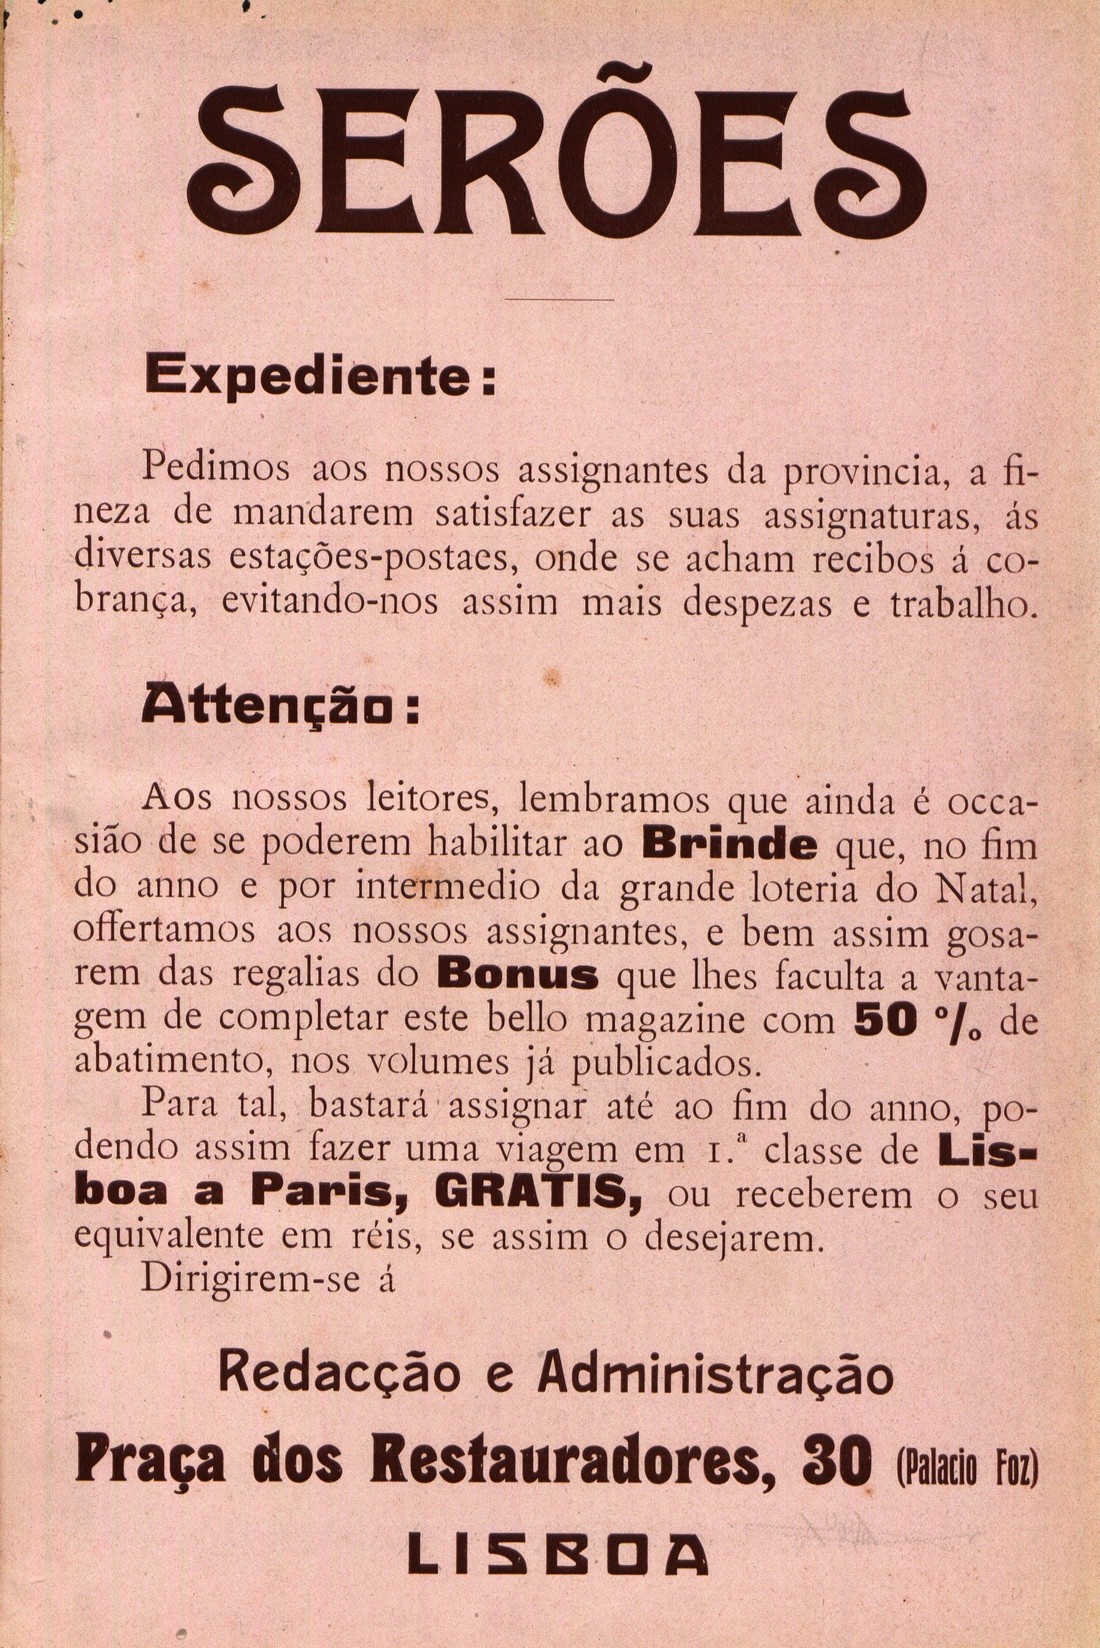 SERÕES
Expediente:
Pedimos aos nossos assignantes da provincia, a fi-
neza de mandarem satisfazer as suas assignaturas, ás
diversas estações-postaes, onde se acham recibos á co-
brança, evitando-nos assim mais despezas e trabalho.
Attenção:
Aos nossos leitores, lembramos que ainda é occa-
sião de se poderem habilitar ao Brinde que, no fim
do anno e por intermedio da grande loteria do Natal,
offertamos aos nossos assignantes, e bem assim gosa-
rem das regalias do Bonus que lhes faculta a vanta-
gem de completar este bello magazine com 50 % de
abatimento, nos volumes já publicados.
Para tal, bastará assignar até ao fim do anno, po-
dendo assim fazer uma viagem em 1.ª classe de Lis-
boa a Paris, GRATIS, ou receberem o seu
equivalente em réis, se assim o desejarem.
Dirigirem-se á
Redacção e Administração
Praça dos Restauradores, 30 (Palacio Foz)
LISBOA